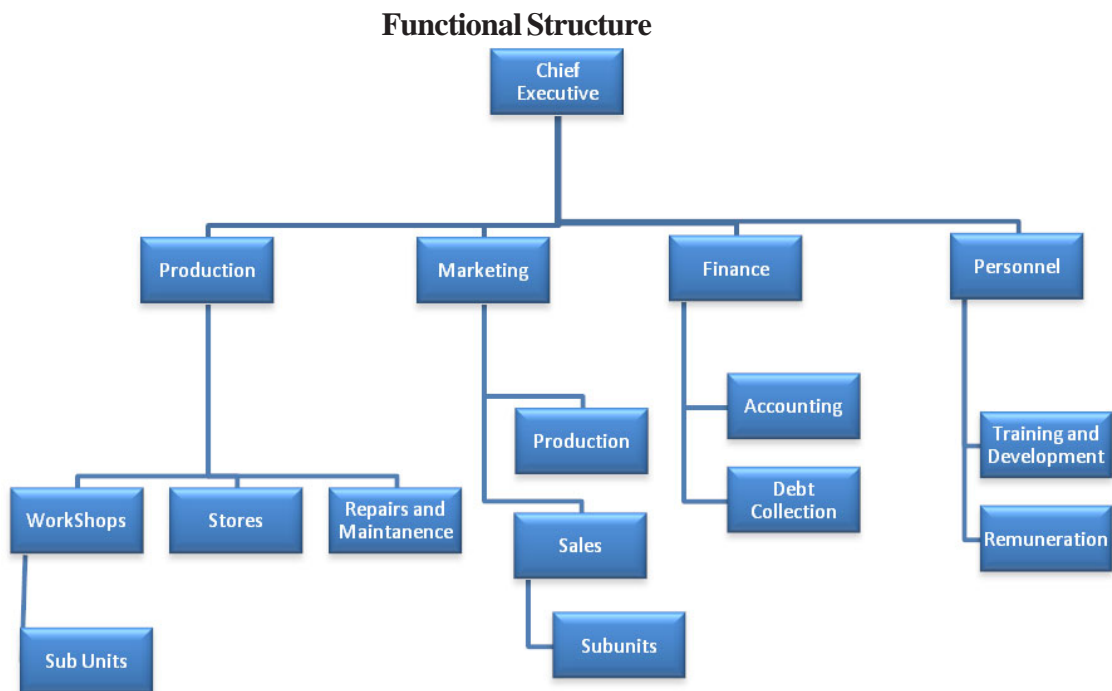 Functional Structure
Chief
Executive
Production
Marketing
Finance
Personnel
Accounting
Production
Training and
Development
WorkShops
Stores
Repairs and
Maintanence
Debt
Collection
Sales
Remuneration
Sub Units
Subunits